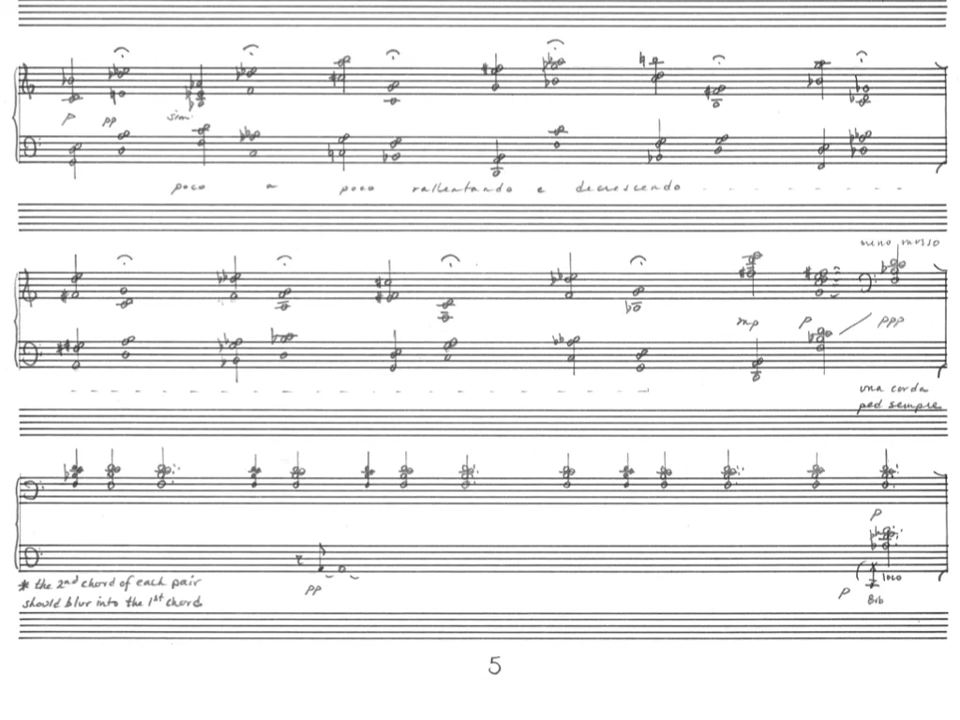 p pp sim.
poco a poco rallentando e decrescendo
meno mosso
mp p ppp
una corda
ped sempre
p
* the 2nd chord of each pair
should blur into the 1st chord
pp
loco
p 8vb
5